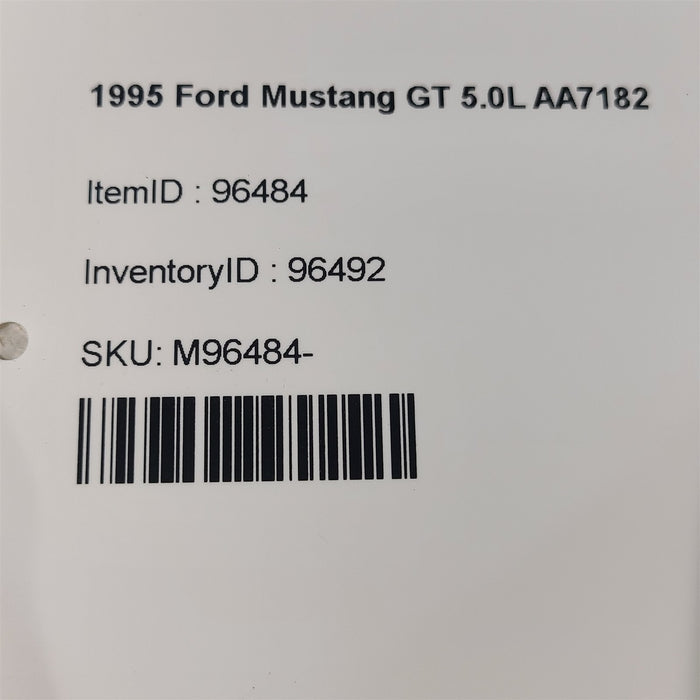 1995 Ford Mustang GT 5.0L AA7182
ItemID : 96484
InventoryID : 96492
SKU: M96484-